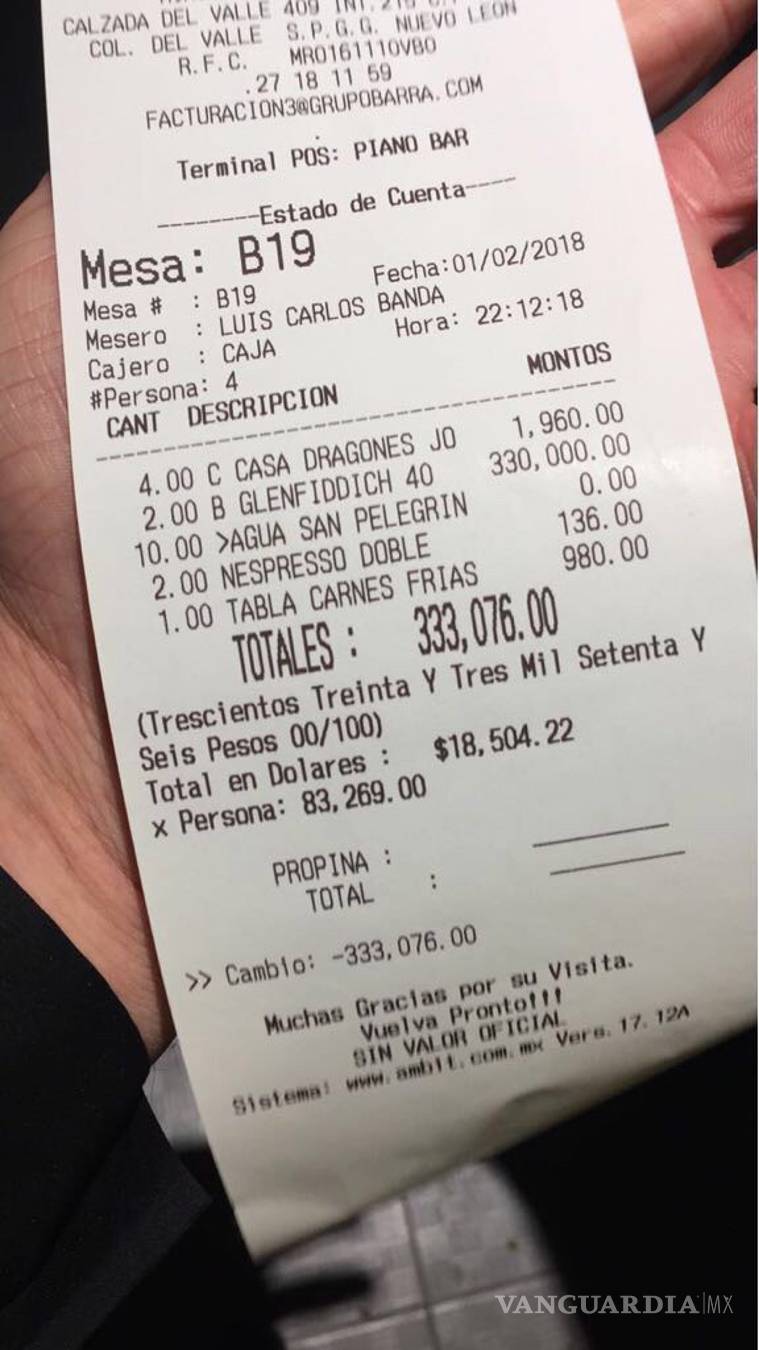 CALZADA DEL VALLE 409 INT.
COL. DEL VALLE S.P.G.G. NUEVO LEON
R.F.C. MRO161110VB0
.27 18 11 59
FACTURACION3@GRUPOBARRA.COM
Terminal POS: PIANO BAR
--------Estado de Cuenta----
Mesa: B19
Mesa # : B19 Fecha:01/02/2018
Mesero : LUIS CARLOS BANDA
Cajero : CAJA Hora: 22:12:18
#Persona: 4
CANT DESCRIPCION MONTOS
4.00 C CASA DRAGONES JO 1,960.00
2.00 B GLENFIDDICH 40 330,000.00
10.00 >AGUA SAN PELEGRIN 0.00
2.00 NESPRESSO DOBLE 136.00
1.00 TABLA CARNES FRIAS 980.00
TOTALES : 333,076.00
(Trescientos Treinta Y Tres Mil Setenta Y
Seis Pesos 00/100)
Total en Dolares : $18,504.22
x Persona: 83,269.00
PROPINA :
TOTAL :
>> Cambio: -333,076.00
Muchas Gracias por su Visita.
Vuelva Pronto!!!
SIN VALOR OFICIAL
Sistema: www.ambit.com.mx Vers. 17.12A
VANGUARDIA|MX